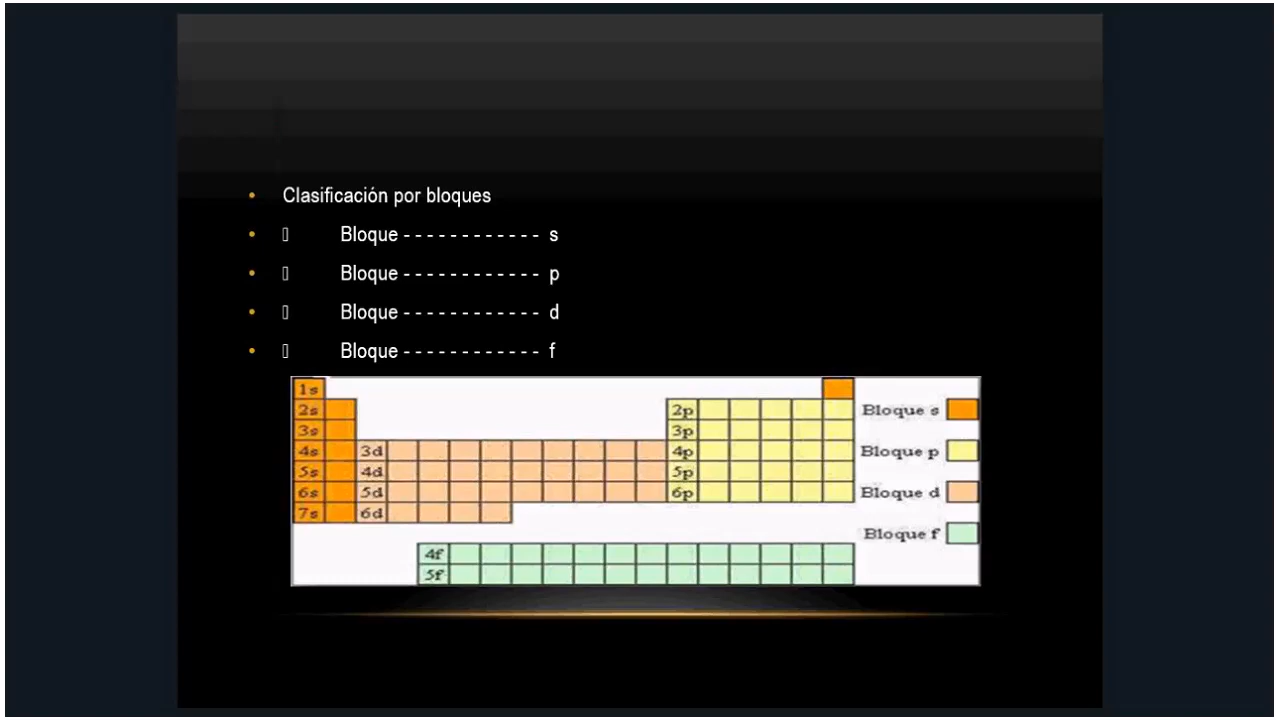 • Clasificación por bloques
• Bloque - - - - - - - - - - - - s
• Bloque - - - - - - - - - - - - p
• Bloque - - - - - - - - - - - - d
• Bloque - - - - - - - - - - - - f
1s
2s 2p Bloque s
3s 3p
4s 3d 4p Bloque p
5s 4d 5p
6s 5d 6p Bloque d
7s 6d
Bloque f
4f
5f